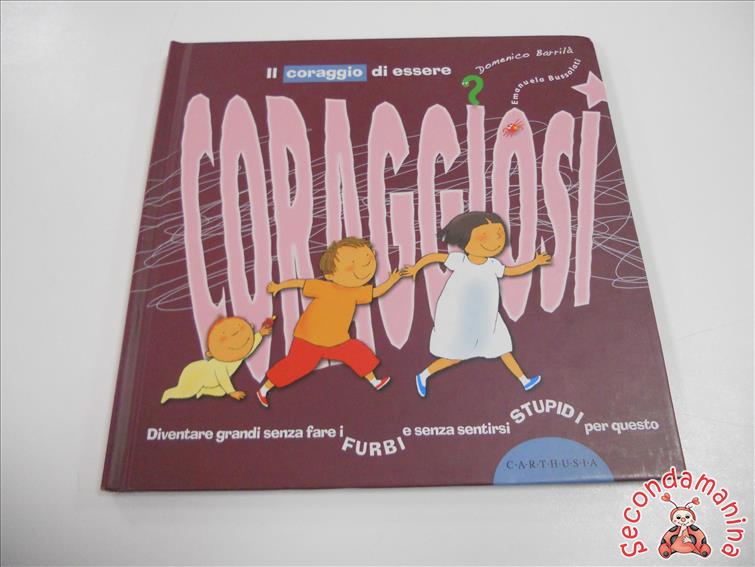 Il coraggio di essere
Domenico Barrilà
Emanuela Bussolati
CORAGGIOSI
Diventare grandi senza fare i FURBI e senza sentirsi STUPIDI per questo
C·A·R·T·H·U·S·I·A
Secondamanina